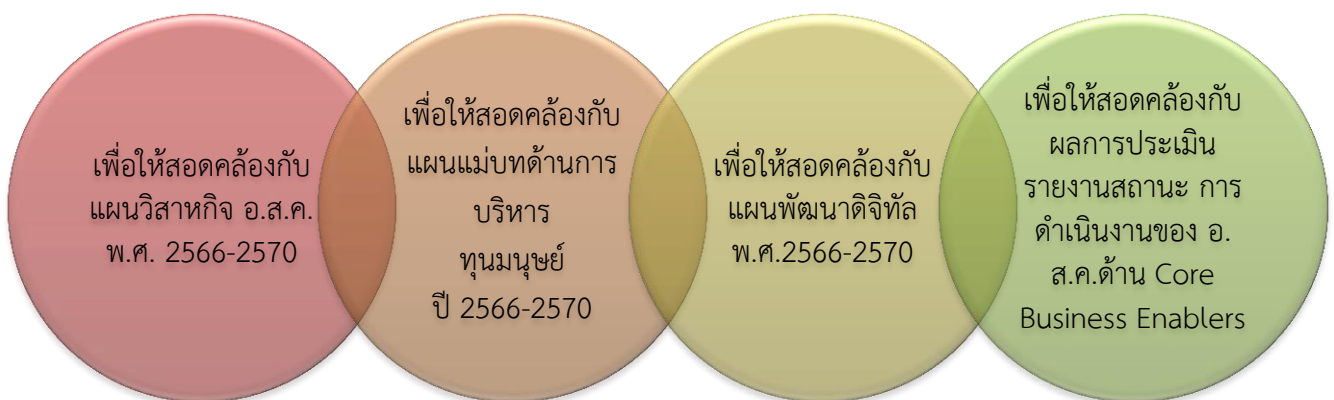 เพื่อให้สอดคล้องกับ
แผนวิสาหกิจ อ.ส.ค.
พ.ศ. 2566-2570
เพื่อให้สอดคล้องกับ
แผนแม่บทด้านการ
บริหาร
ทุนมนุษย์
ปี 2566-2570
เพื่อให้สอดคล้องกับ
แผนพัฒนาดิจิทัล
พ.ศ.2566-2570
เพื่อให้สอดคล้องกับ
ผลการประเมิน
รายงานสถานะ การ
ดำเนินงานของ อ.
ส.ค.ด้าน Core
Business Enablers